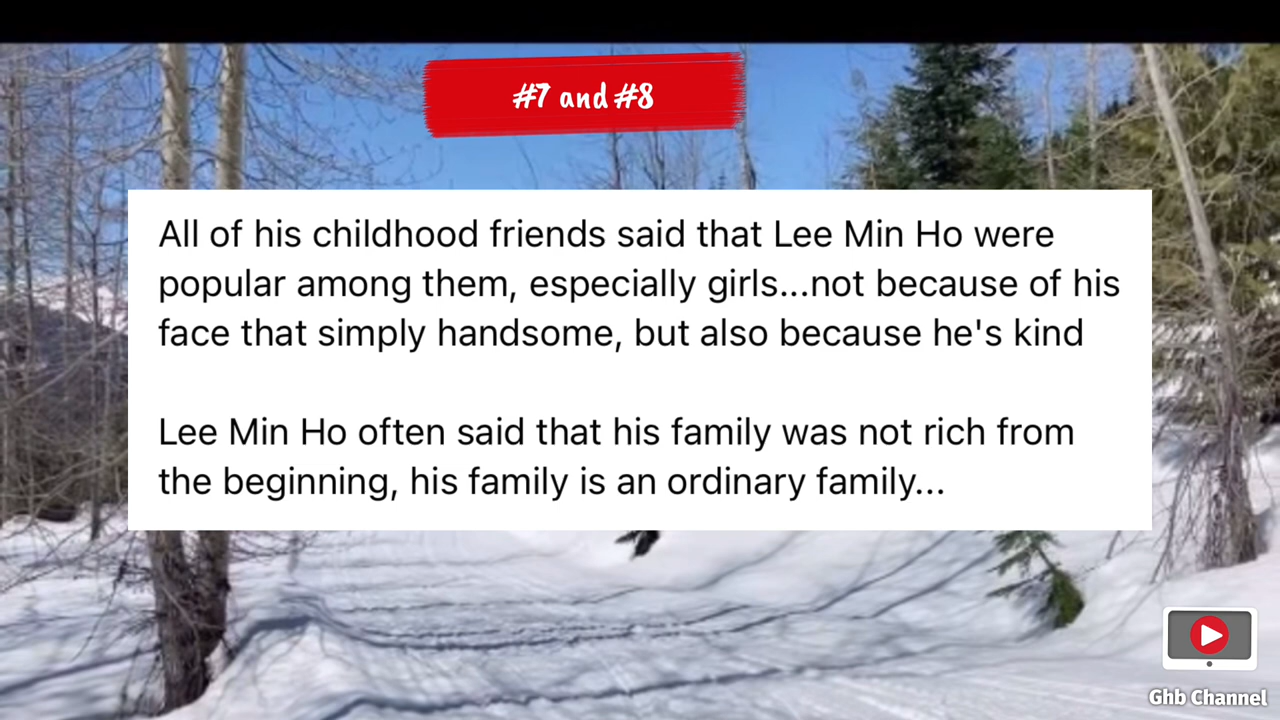 #7 and #8
All of his childhood friends said that Lee Min Ho were
popular among them, especially girls...not because of his
face that simply handsome, but also because he's kind
Lee Min Ho often said that his family was not rich from
the beginning, his family is an ordinary family...
Ghb Channel